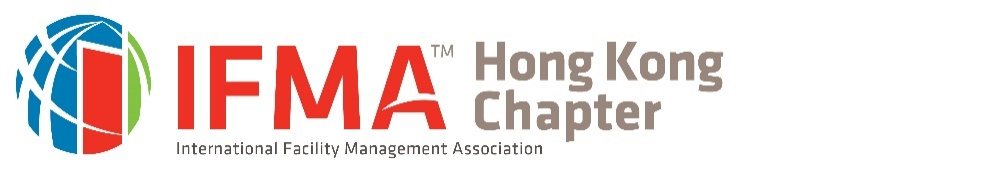 IFMA™ Hong Kong
Chapter
International Facility Management Association